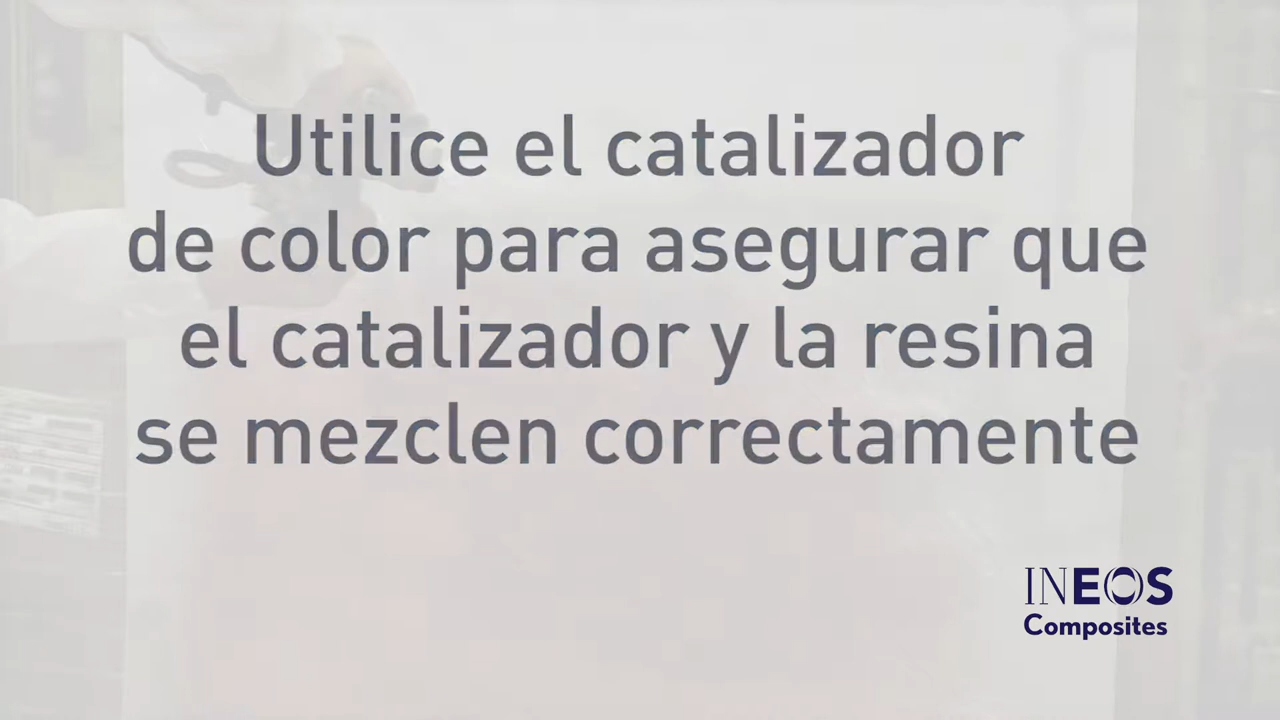 Utilice el catalizador
de color para asegurar que
el catalizador y la resina
se mezclen correctamente
INEOS
Composites